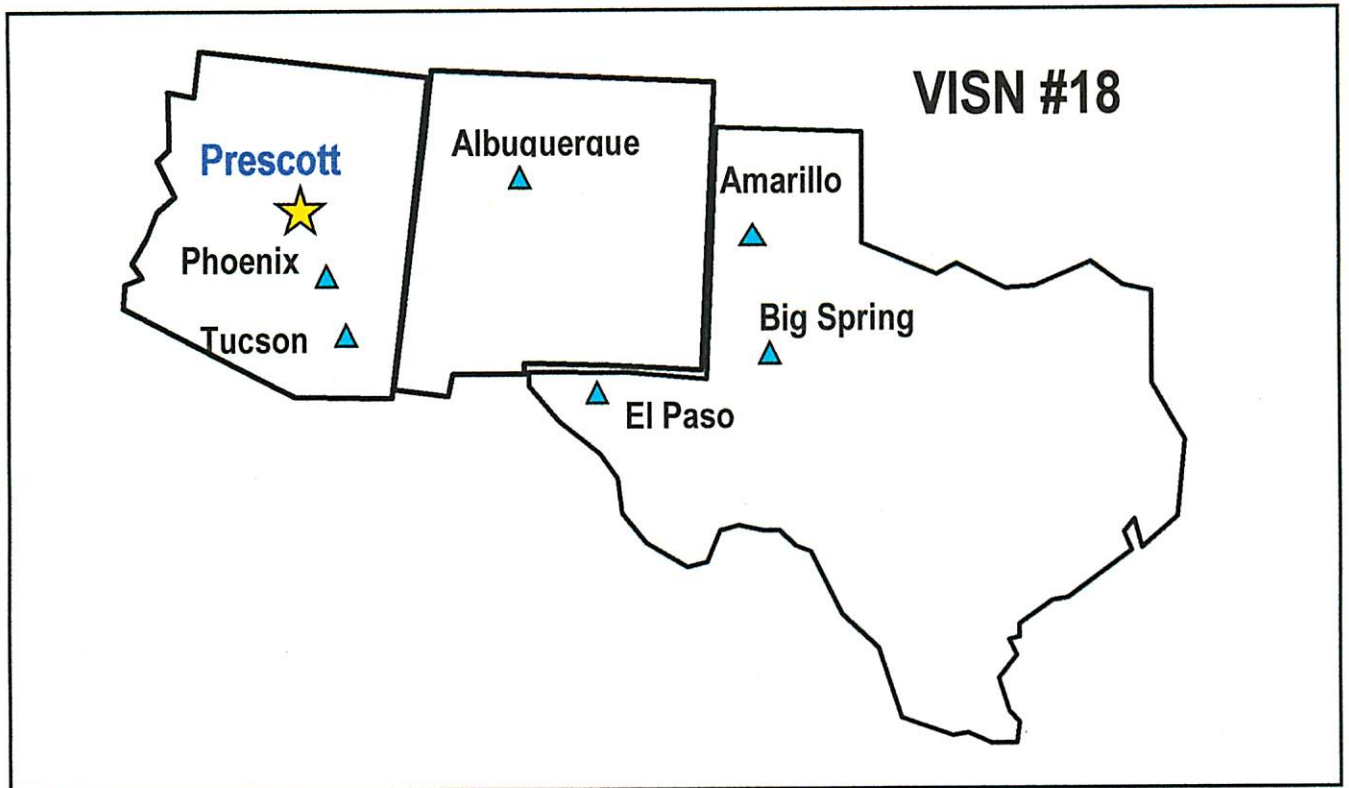 VISN #18
Albuquerque
Prescott
Amarillo
Phoenix
Big Spring
Tucson
El Paso